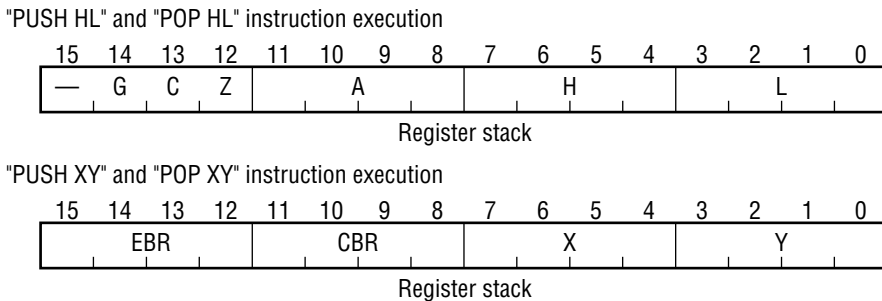 "PUSH HL" and "POP HL" instruction execution
15 14 13 12 11 10 9 8 7 6 5 4 3 2 1 0
— G C Z A H L
Register stack
"PUSH XY" and "POP XY" instruction execution
15 14 13 12 11 10 9 8 7 6 5 4 3 2 1 0
EBR CBR X Y
Register stack